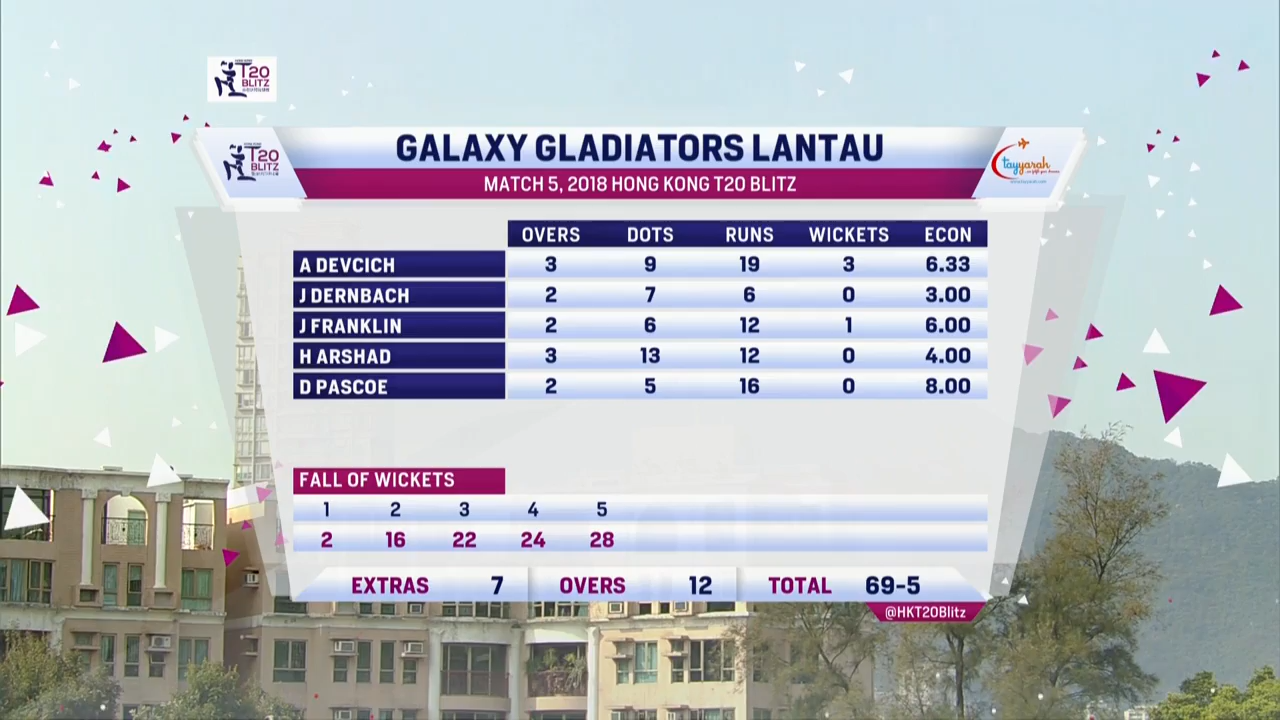 T20
BLITZ
T20
BLITZ
GALAXY GLADIATORS LANTAU
tayyarah
MATCH 5, 2018 HONG KONG T20 BLITZ
OVERS DOTS RUNS WICKETS ECON
A DEVCICH 3 9 19 3 6.33
J DERNBACH 2 7 6 0 3.00
J FRANKLIN 2 6 12 1 6.00
H ARSHAD 3 13 12 0 4.00
D PASCOE 2 5 16 0 8.00
FALL OF WICKETS
1 2 3 4 5
2 16 22 24 28
EXTRAS 7 OVERS 12 TOTAL 69-5
@HKT20Blitz